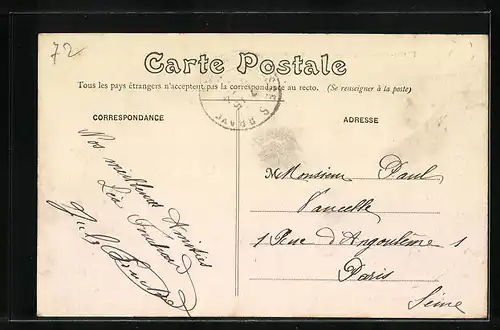 72
Carte Postale
Tous les pays étrangers n'acceptent pas la correspondance au recto. (Se renseigner à la poste)
CORRESPONDANCE
ADRESSE
Nos meilleures Amitiés
Monsieur Paul
1 Rue d'Angoulême 1
Paris
Seine